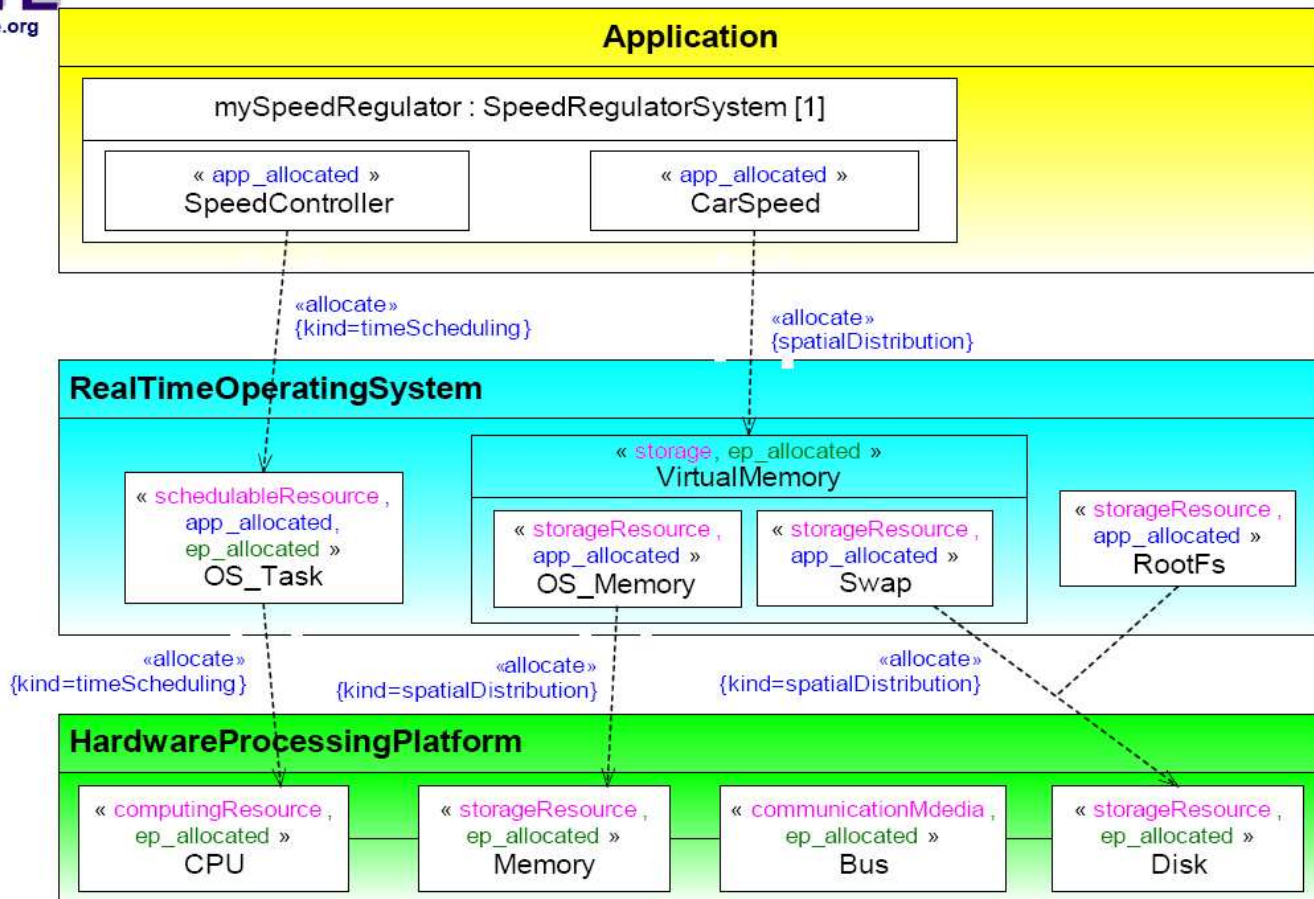 e.org
Application
mySpeedRegulator : SpeedRegulatorSystem [1]
« app_allocated »
SpeedController
« app_allocated »
CarSpeed
«allocate»
{kind=timeScheduling}
«allocate»
{spatialDistribution}
RealTimeOperatingSystem
« schedulableResource ,
app_allocated,
ep_allocated »
OS_Task
« storage, ep_allocated »
VirtualMemory
« storageResource ,
app_allocated »
OS_Memory
« storageResource,
app_allocated »
Swap
« storageResource ,
app_allocated »
RootFs
«allocate»
{kind=timeScheduling}
«allocate»
{kind=spatialDistribution}
«allocate»
{kind=spatialDistribution}
HardwareProcessingPlatform
« computingResource ,
ep_allocated »
CPU
« storageResource ,
ep_allocated »
Memory
« communicationMdedia ,
ep_allocated »
Bus
« storageResource ,
ep_allocated »
Disk